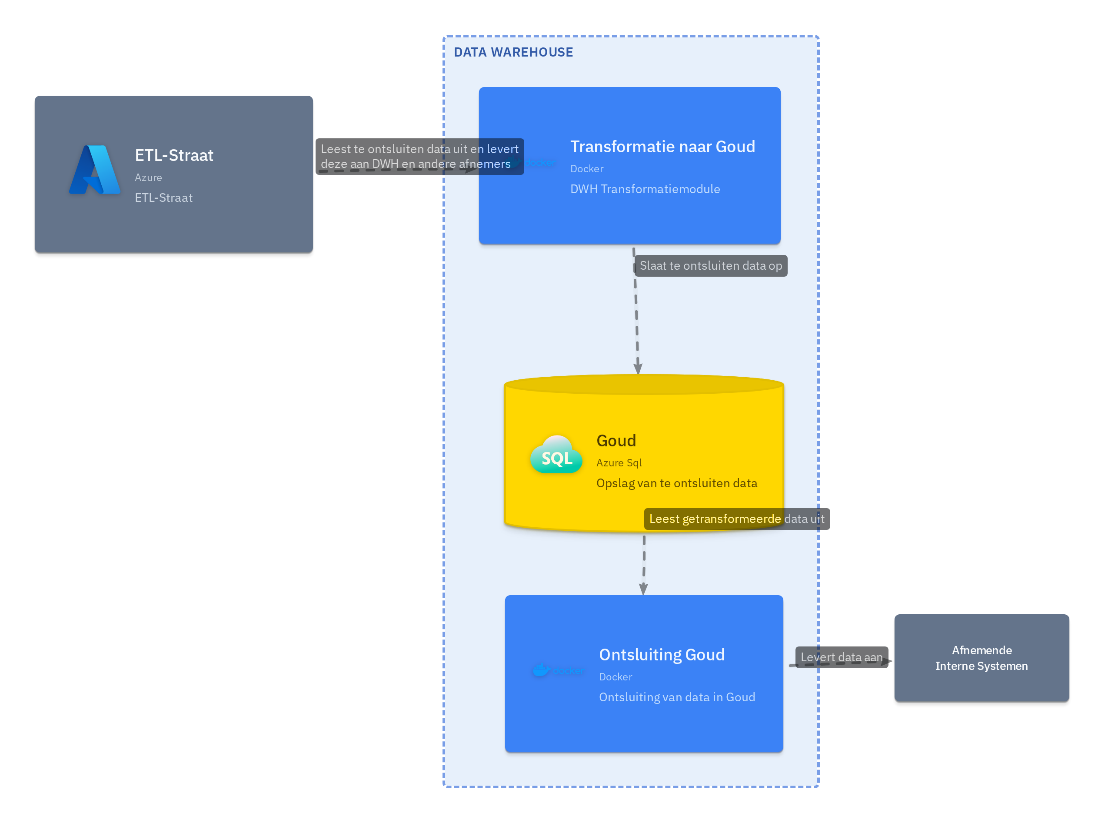 DATA WAREHOUSE
ETL-Straat
Azure
ETL-Straat
Leest te ontsluiten data uit en levert
deze aan DWH en andere afnemers
Transformatie naar Goud
Docker
DWH Transformatiemodule
Slaat te ontsluiten data op
SQL
Goud
Azure Sql
Opslag van te ontsluiten data
Leest getransformeerde data uit
Ontsluiting Goud
Docker
Ontsluiting van data in Goud
Levert data aan
Afnemende
Interne Systemen